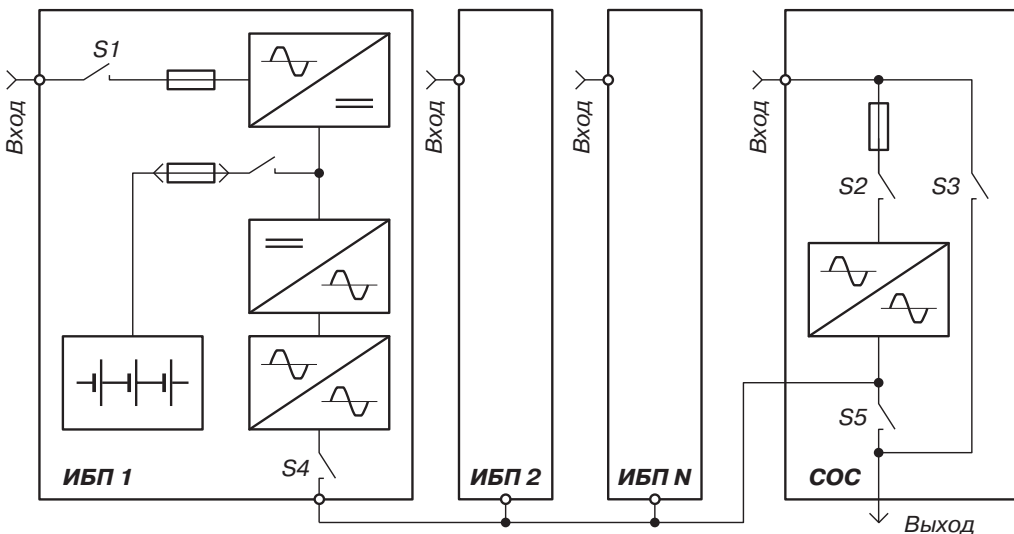 S1
Вход
Вход
Вход
Вход
S2
S3
S5
S4
ИБП 1
ИБП 2
ИБП N
СОС
Выход